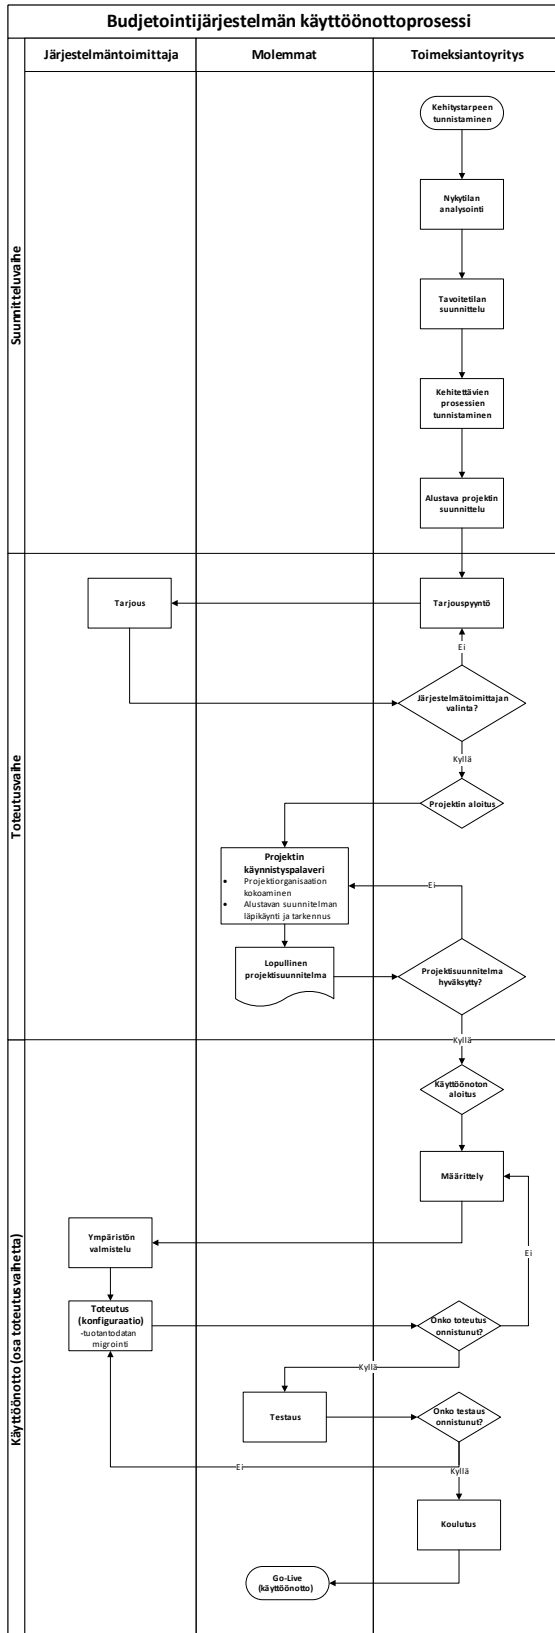 Budjetointijärjestelmän käyttöönottoprosessi
Järjestelmäntoimittaja
Molemmat
Toimeksiantoyritys
Suunnitteluvaihe
Kehitystarpeen
tunnistaminen
Nykytilan
analysointi
Tavoitetilan
suunnittelu
Kehitettävien
prosessien
tunnistaminen
Alustava projektin
suunnittelu
Toteutusvaihe
Tarjous
Tarjouspyyntö
Ei
Järjestelmätoimittajan
valinta?
Kyllä
Projektin aloitus
Projektin
käynnistyspalaveri
• Projektiorganisaation
kokoaminen
• Alustavan suunnitelman
läpikäynti ja tarkennus
Ei
Lopullinen
projektisuunnitelma
Projektisuunnitelma
hyväksytty?
Kyllä
Käyttöönotto (osa toteutusvaihetta)
Käyttöönoton
aloitus
Määrittely
Ympäristön
valmistelu
Ei
Toteutus
(konfiguraatio)
-tuotantodatan
migrointi
Onko toteutus
onnistunut?
Kyllä
Testaus
Onko testaus
onnistunut?
Ei
Kyllä
Koulutus
Go-Live
(käyttöönotto)